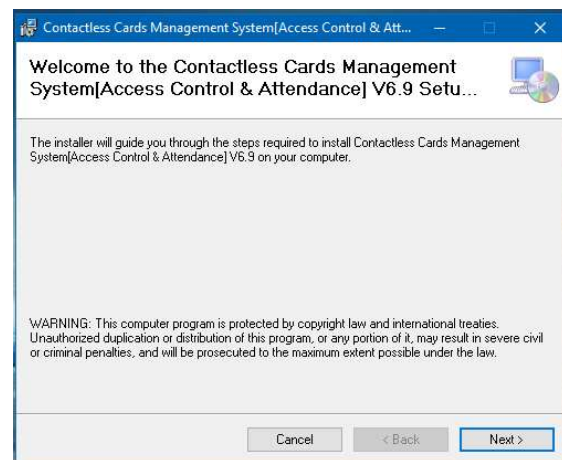 Contactless Cards Management System[Access Control & Att...
Welcome to the Contactless Cards Management
System[Access Control & Attendance] V6.9 Setu...
The installer will guide you through the steps required to install Contactless Cards Management
System[Access Control & Attendance] V6.9 on your computer.
WARNING: This computer program is protected by copyright law and international treaties.
Unauthorized duplication or distribution of this program, or any portion of it, may result in severe civil
or criminal penalties, and will be prosecuted to the maximum extent possible under the law.
Cancel < Back Next >